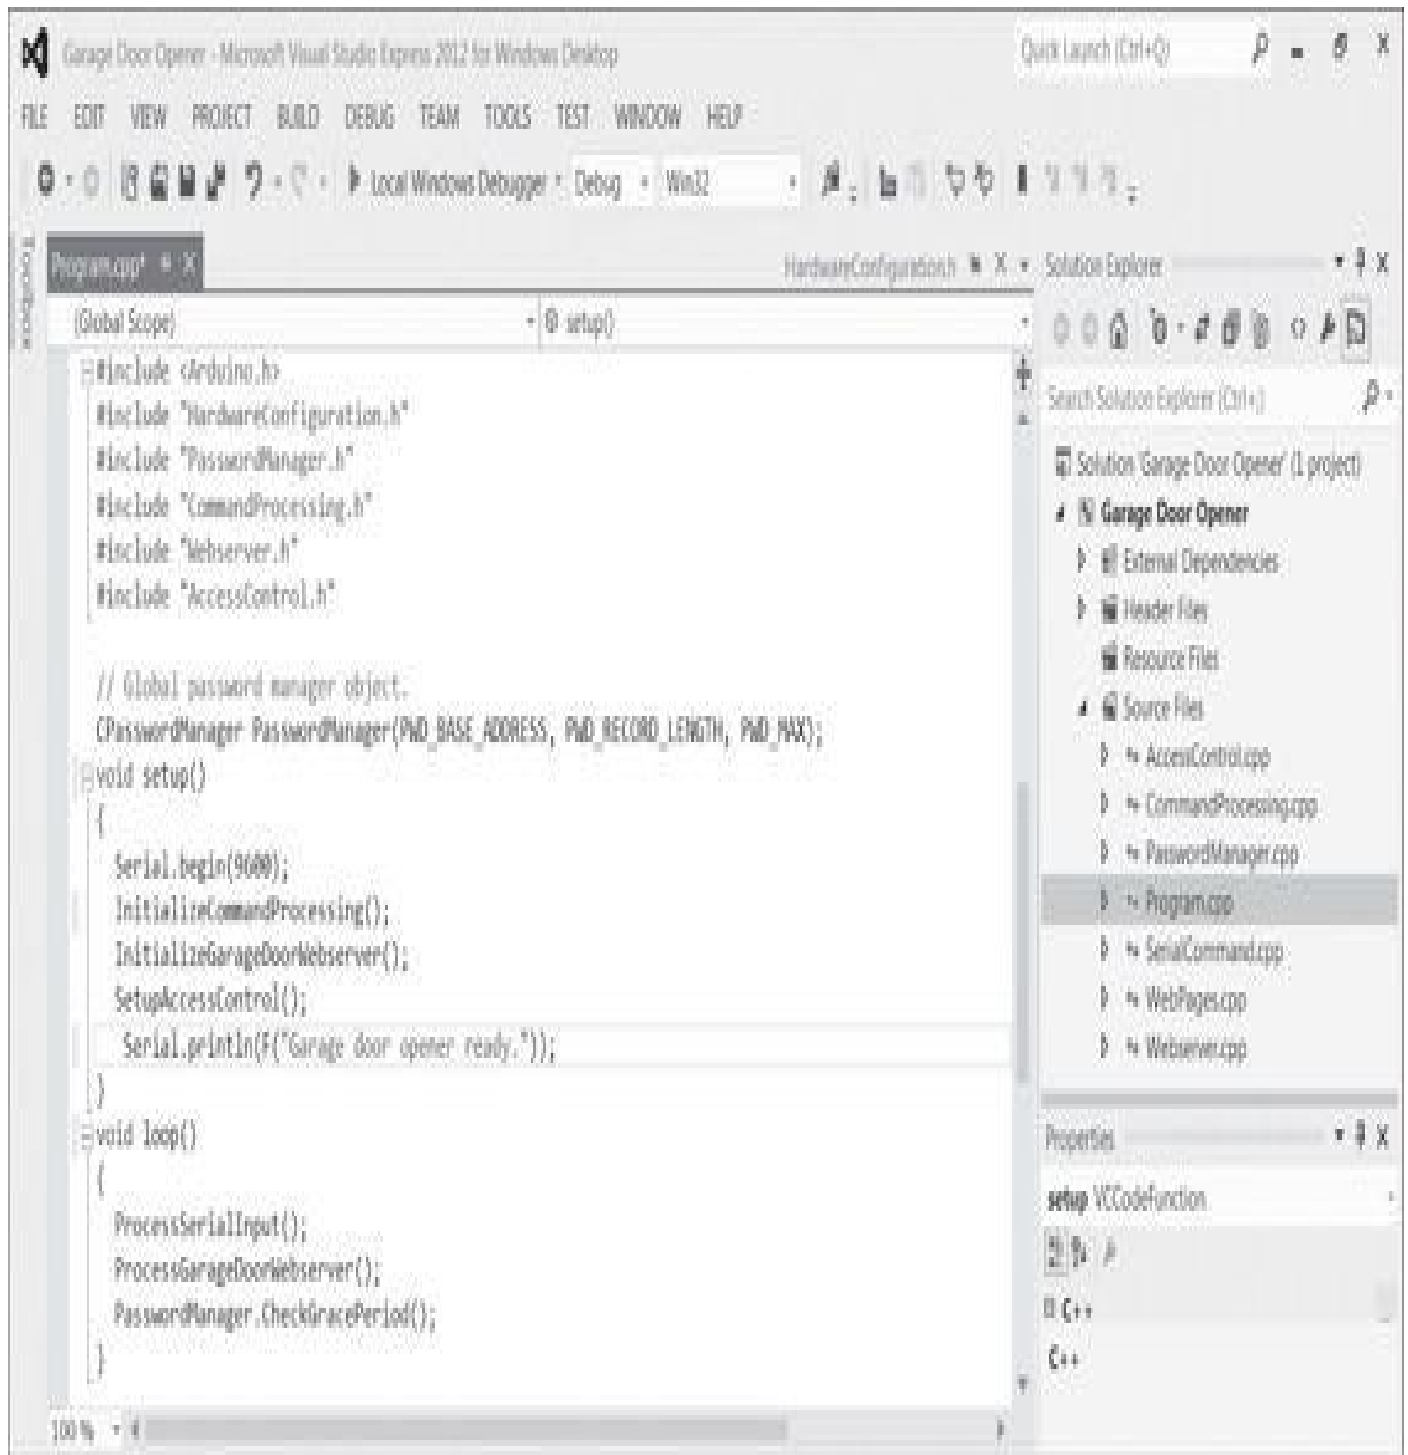 Garage Door Opener - Microsoft Visual Studio Express 2012 for Windows Desktop
Quick Launch (Ctrl+Q)
FILE EDIT VIEW PROJECT BUILD DEBUG TEAM TOOLS TEST WINDOW HELP
Local Windows Debugger Debug Win32
Toolbox
Program.cpp* HardwareConfiguration.h
(Global Scope) setup()
#include <Arduino.h>
#include "HardwareConfiguration.h"
#include "PasswordManager.h"
#include "CommandProcessing.h"
#include "Webserver.h"
#include "AccessControl.h"
// Global password manager object.
CPasswordManager PasswordManager(PWD_BASE_ADDRESS, PWD_RECORD_LENGTH, PWD_MAX);
void setup()
{
Serial.begin(9600);
InitializeCommandProcessing();
InitializeGarageDoorWebserver();
SetupAccessControl();
Serial.println(F("Garage door opener ready."));
}
void loop()
{
ProcessSerialInput();
ProcessGarageDoorWebserver();
PasswordManager.CheckGracePeriod();
}
100 %
Solution Explorer
Search Solution Explorer (Ctrl+;)
Solution 'Garage Door Opener' (1 project)
Garage Door Opener
External Dependencies
Header Files
Resource Files
Source Files
AccessControl.cpp
CommandProcessing.cpp
PasswordManager.cpp
Program.cpp
SerialCommand.cpp
WebPages.cpp
Webserver.cpp
Properties
setup VCCodeFunction
C++
C++